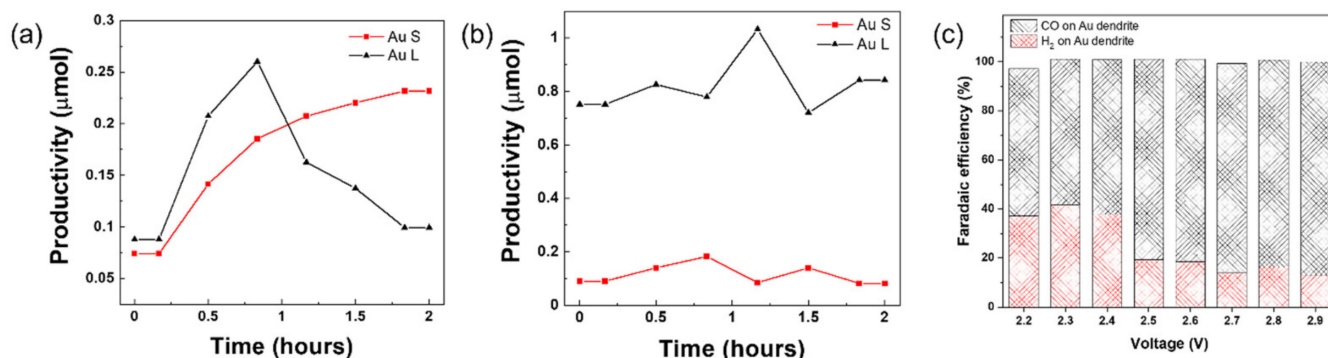 (a)
Productivity (μmol)
0.3
0.25
0.2
0.15
0.1
0.05
0
0.5
1
1.5
2
Time (hours)
Au S
Au L
(b)
Productivity (μmol)
1
0.8
0.6
0.4
0.2
0
0
0.5
1
1.5
2
Time (hours)
Au S
Au L
(c)
CO on Au dendrite
H₂ on Au dendrite
Faradaic efficiency (%)
100
80
60
40
20
0
2.2 2.3 2.4 2.5 2.6 2.7 2.8 2.9
Voltage (V)